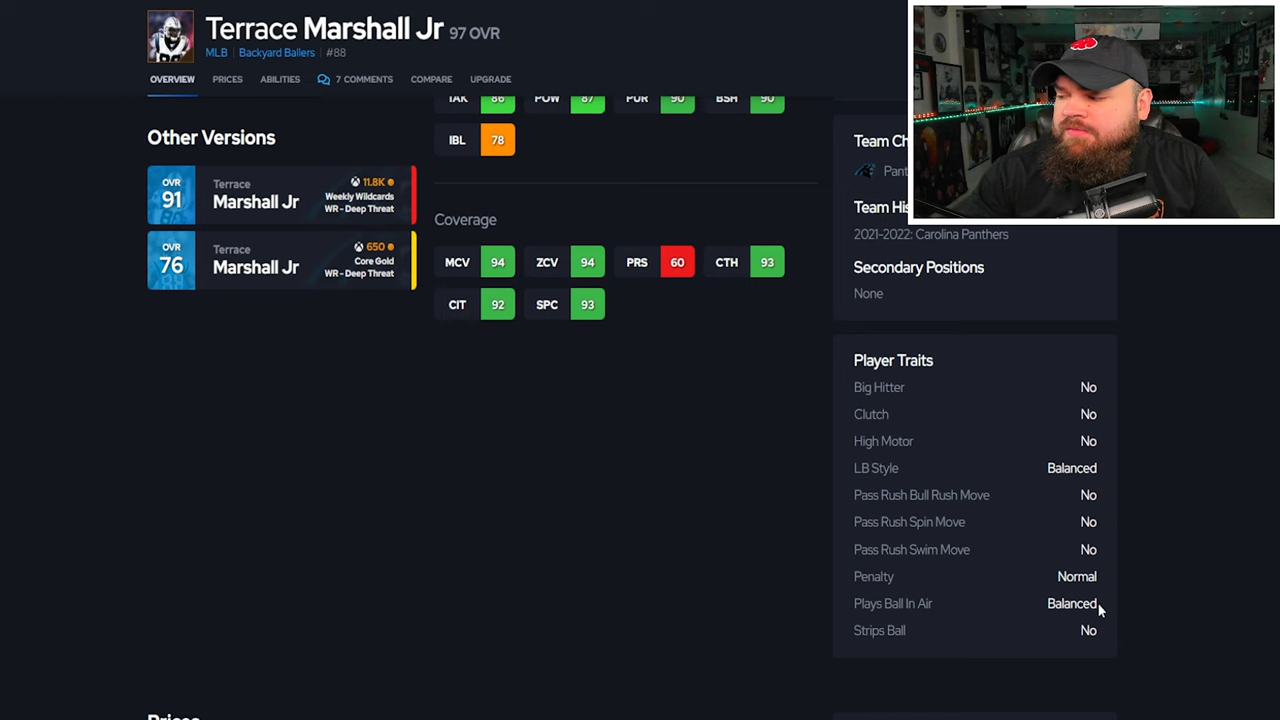 Terrace Marshall Jr 97 OVR
MLB | Backyard Ballers | #88
OVERVIEW PRICES ABILITIES 7 COMMENTS COMPARE UPGRADE
TAK 86 POW 87 PUR 90 BSH 90
IBL 78
Other Versions
OVR 91 Terrace Marshall Jr 11.8K Weekly Wildcards WR - Deep Threat
OVR 76 Terrace Marshall Jr 650 Core Gold WR - Deep Threat
Coverage
MCV 94 ZCV 94 PRS 60 CTH 93
CIT 92 SPC 93
Team Ch
Pant
Team His
2021-2022: Carolina Panthers
Secondary Positions
None
Player Traits
Big Hitter No
Clutch No
High Motor No
LB Style Balanced
Pass Rush Bull Rush Move No
Pass Rush Spin Move No
Pass Rush Swim Move No
Penalty Normal
Plays Ball In Air Balanced
Strips Ball No
Prices